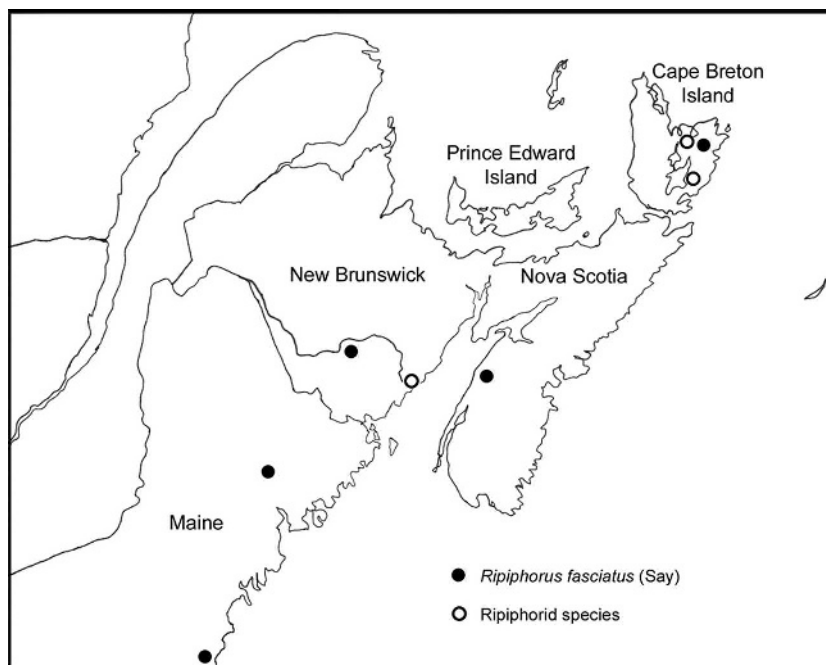 Cape Breton
Island
Prince Edward
Island
New Brunswick
Nova Scotia
Maine
Ripiphorus fasciatus (Say)
Ripiphorid species